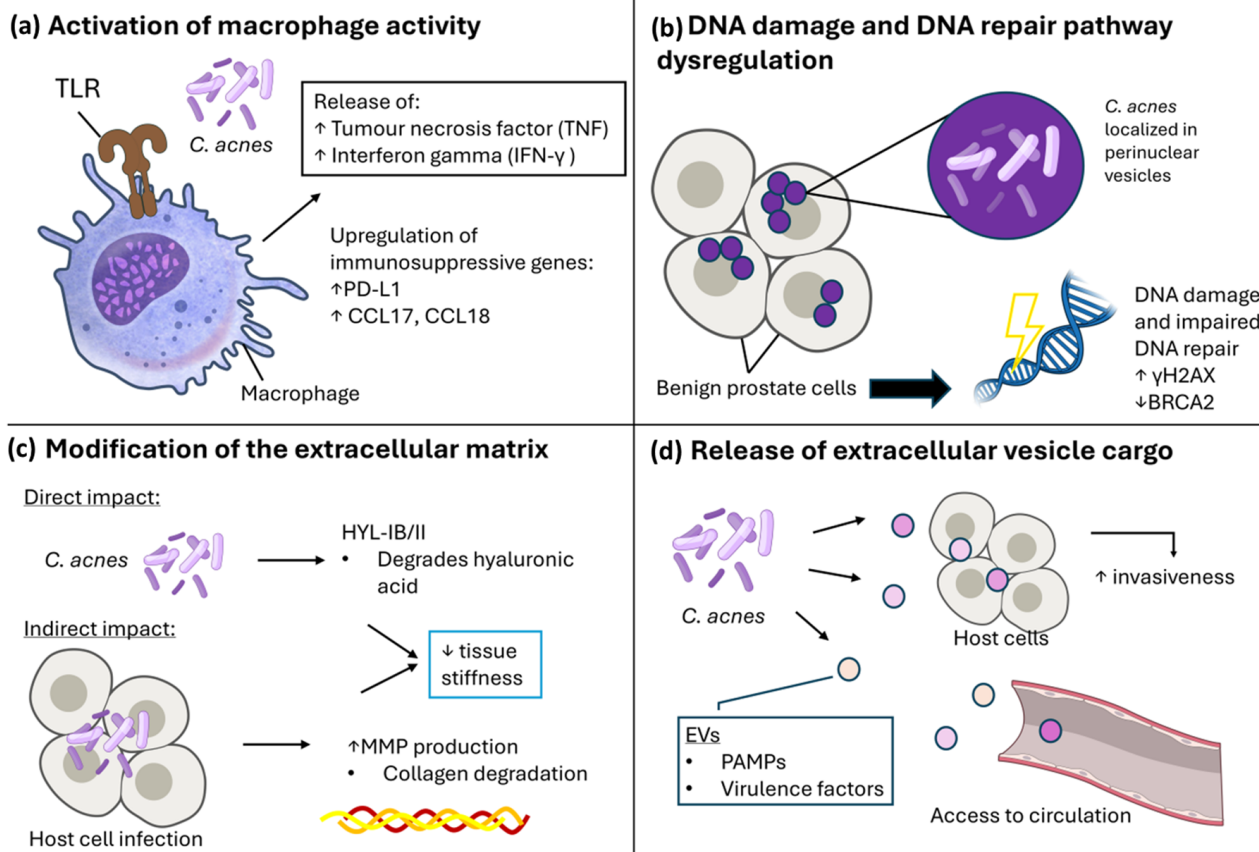 (a) Activation of macrophage activity
TLR
C. acnes
Release of:
↑ Tumour necrosis factor (TNF)
↑ Interferon gamma (IFN-γ )
Upregulation of
immunosuppressive genes:
↑PD-L1
↑ CCL17, CCL18
Macrophage
(b) DNA damage and DNA repair pathway
dysregulation
C. acnes
localized in
perinuclear
vesicles
Benign prostate cells
DNA damage
and impaired
DNA repair
↑ γH2AX
↓BRCA2
(c) Modification of the extracellular matrix
Direct impact:
C. acnes
HYL-IB/II
• Degrades hyaluronic
acid
Indirect impact:
↓ tissue
stiffness
↑MMP production
• Collagen degradation
Host cell infection
(d) Release of extracellular vesicle cargo
C. acnes
Host cells
↑ invasiveness
EVs
• PAMPs
• Virulence factors
Access to circulation